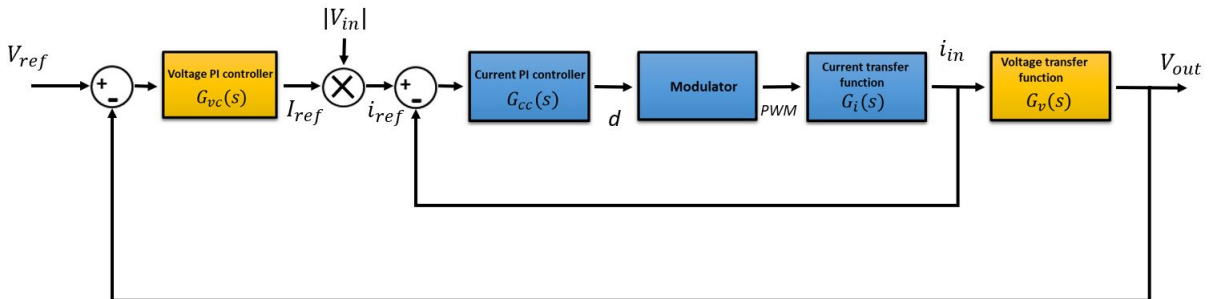 |V_in|
V_ref
+
-
Voltage PI controller
G_vc(s)
I_ref
×
i_ref
+
-
Current PI controller
G_cc(s)
d
Modulator
PWM
Current transfer
function
G_i(s)
i_in
Voltage transfer
function
G_v(s)
V_out